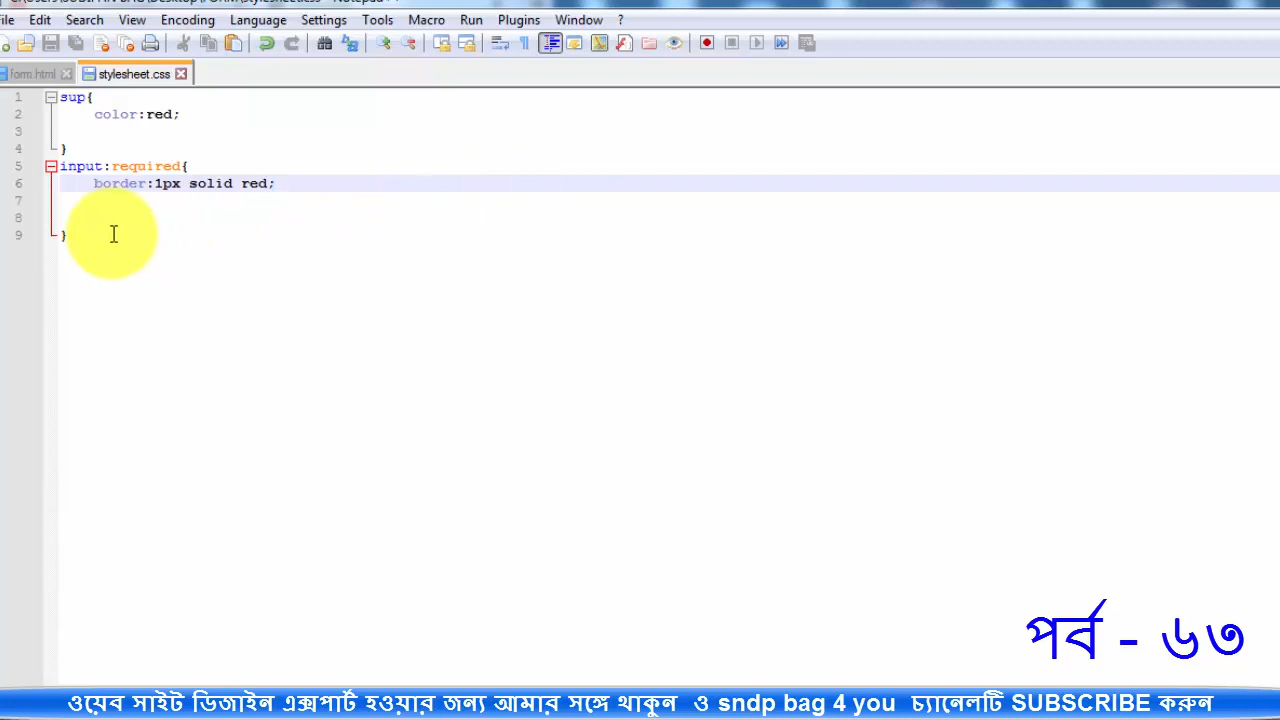 File Edit Search View Encoding Language Settings Tools Macro Run Plugins Window ?
form.html stylesheet.css
1 sup{
2 color:red;
3
4 }
5 input:required{
6 border:1px solid red;
7
8
9 }
পর্ব - ৬৩
ওয়েব সাইট ডিজাইন এক্সপার্ট হওয়ার জন্য আমার সঙ্গে থাকুন ও sndp bag 4 you চ্যানেলটি SUBSCRIBE করুন